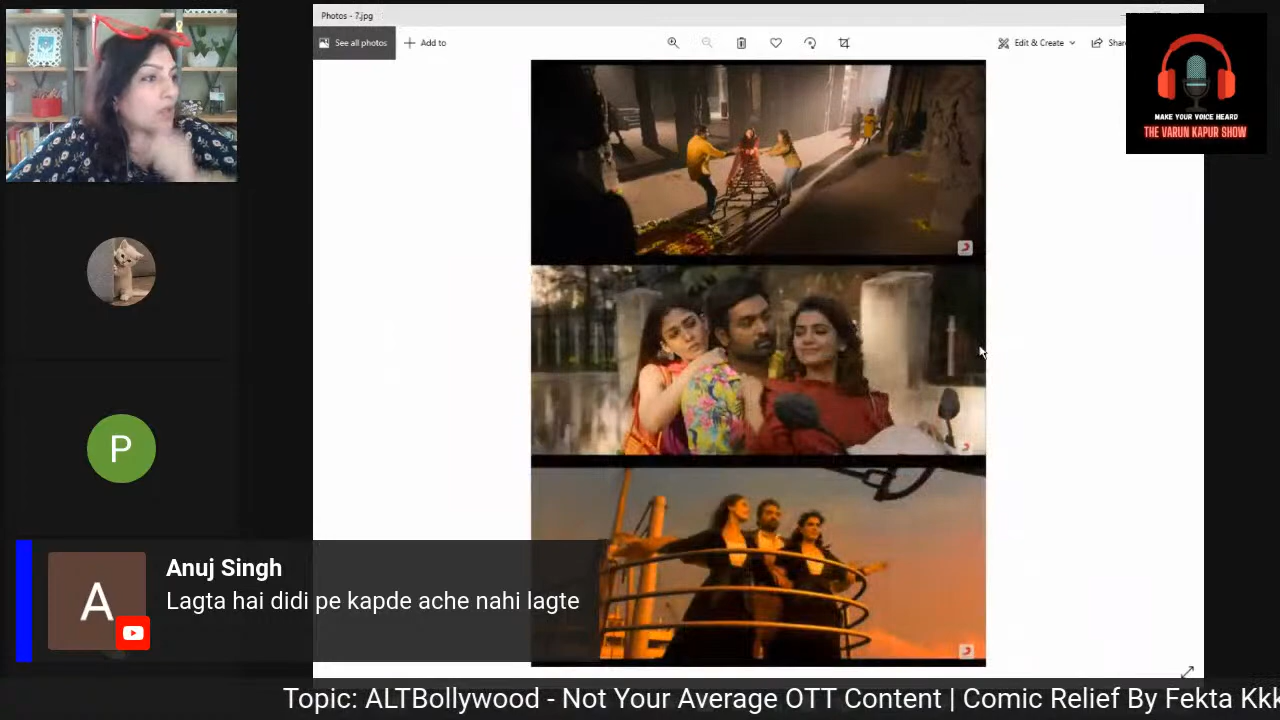 Photos - 7.jpg
See all photos
Add to
Edit & Create
MAKE YOUR VOICE HEARD
THE VARUN KAPUR SHOW
P
A
Anuj Singh
Lagta hai didi pe kapde ache nahi lagte
Topic: ALTBollywood - Not Your Average OTT Content | Comic Relief By Fekta